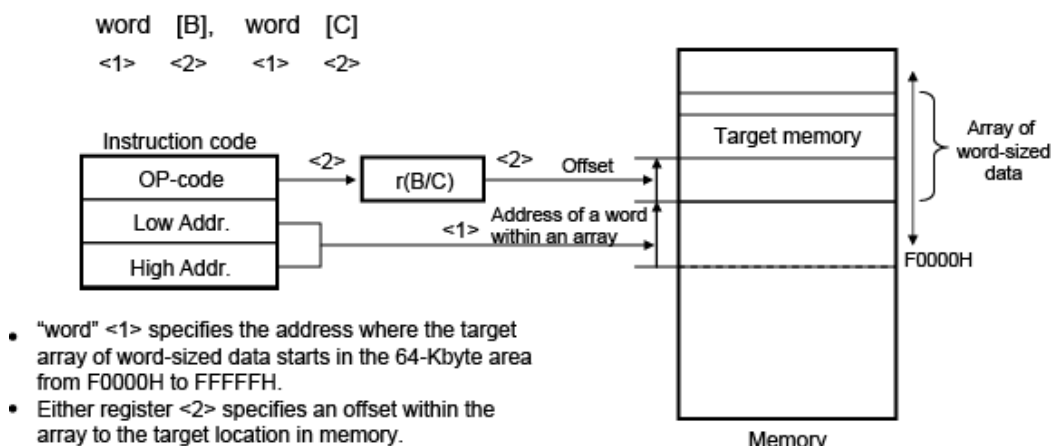 word [B], word [C]
<1> <2> <1> <2>
Instruction code
OP-code
Low Addr.
High Addr.
<2>
r(B/C)
<2>
Offset
<1>
Address of a word
within an array
Target memory
Array of
word-sized
data
F0000H
Memory
• “word” <1> specifies the address where the target
array of word-sized data starts in the 64-Kbyte area
from F0000H to FFFFFH.
• Either register <2> specifies an offset within the
array to the target location in memory.